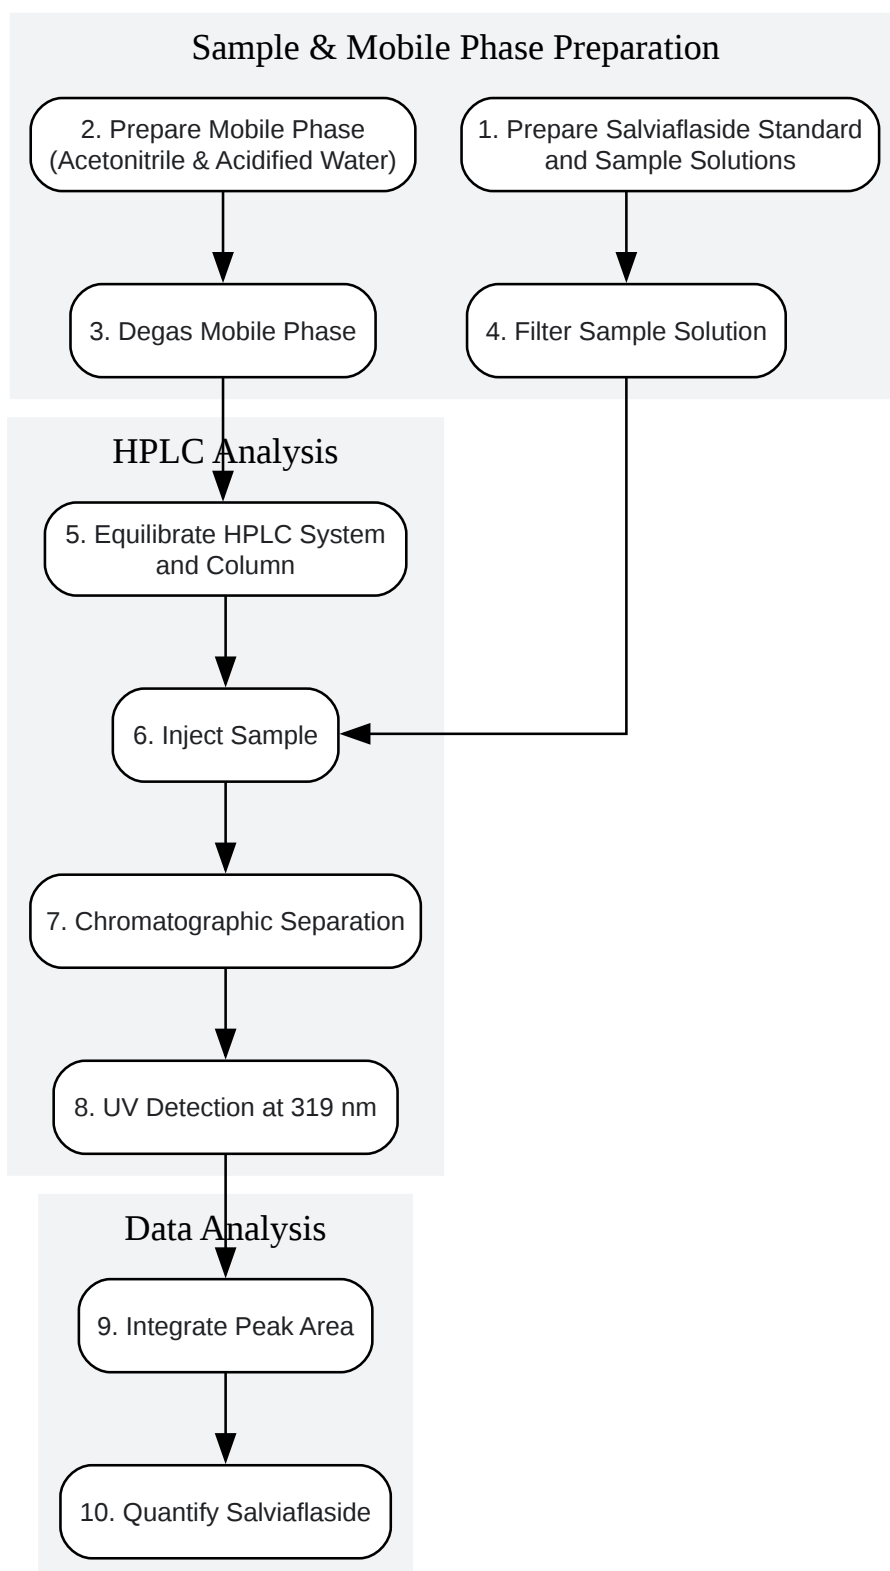 Sample & Mobile Phase Preparation
2. Prepare Mobile Phase
(Acetonitrile & Acidified Water)
1. Prepare Salviaflaside Standard
and Sample Solutions
3. Degas Mobile Phase
4. Filter Sample Solution
HPLC Analysis
5. Equilibrate HPLC System
and Column
6. Inject Sample
7. Chromatographic Separation
8. UV Detection at 319 nm
Data Analysis
9. Integrate Peak Area
10. Quantify Salviaflaside